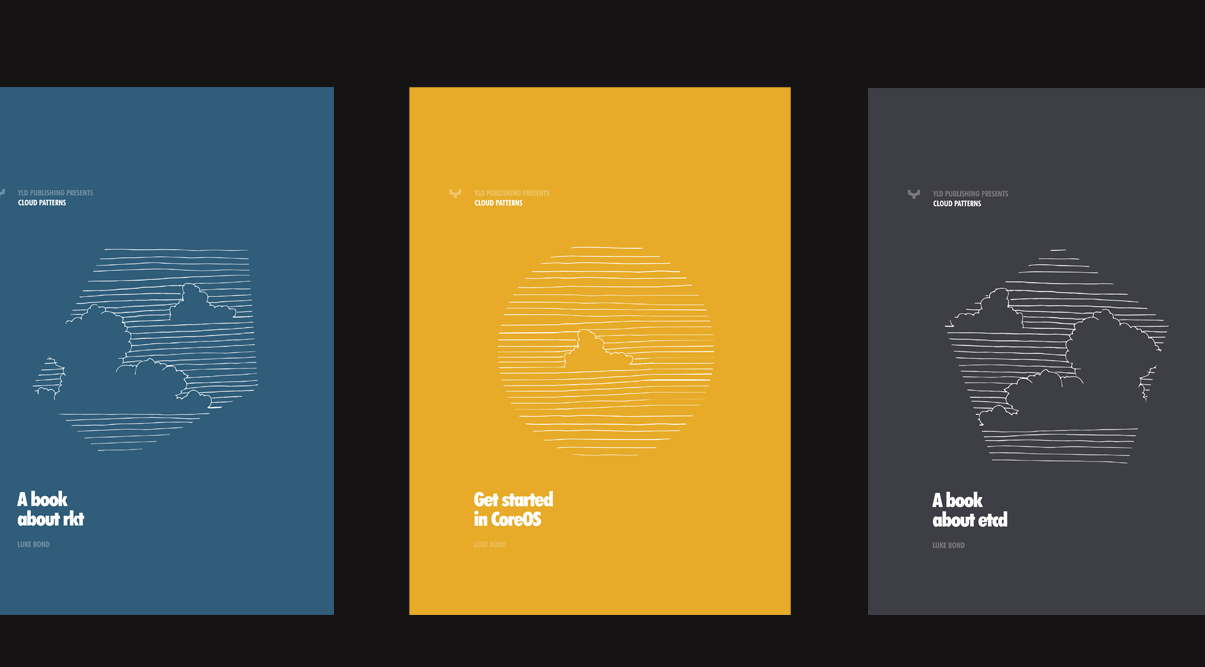 YLD PUBLISHING PRESENTS
CLOUD PATTERNS
A book
about rkt
LUKE BOND
YLD PUBLISHING PRESENTS
CLOUD PATTERNS
Get started
in CoreOS
LUKE BOND
YLD PUBLISHING PRESENTS
CLOUD PATTERNS
A book
about etcd
LUKE BOND